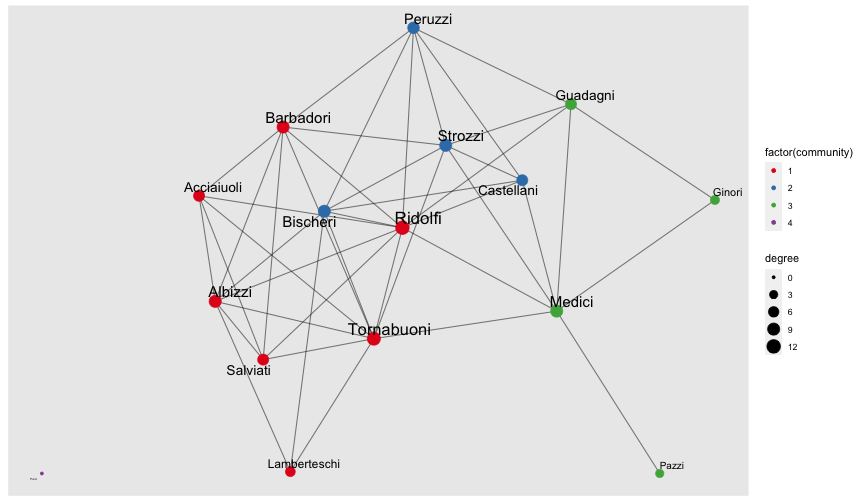 Peruzzi
Guadagni
Barbadori
Strozzi
Acciaiuoli
Castellani
Ginori
Bischeri
Ridolfi
Albizzi
Medici
Tornabuoni
Salviati
Lamberteschi
Pazzi
factor(community)
1
2
3
4
degree
0
3
6
9
12